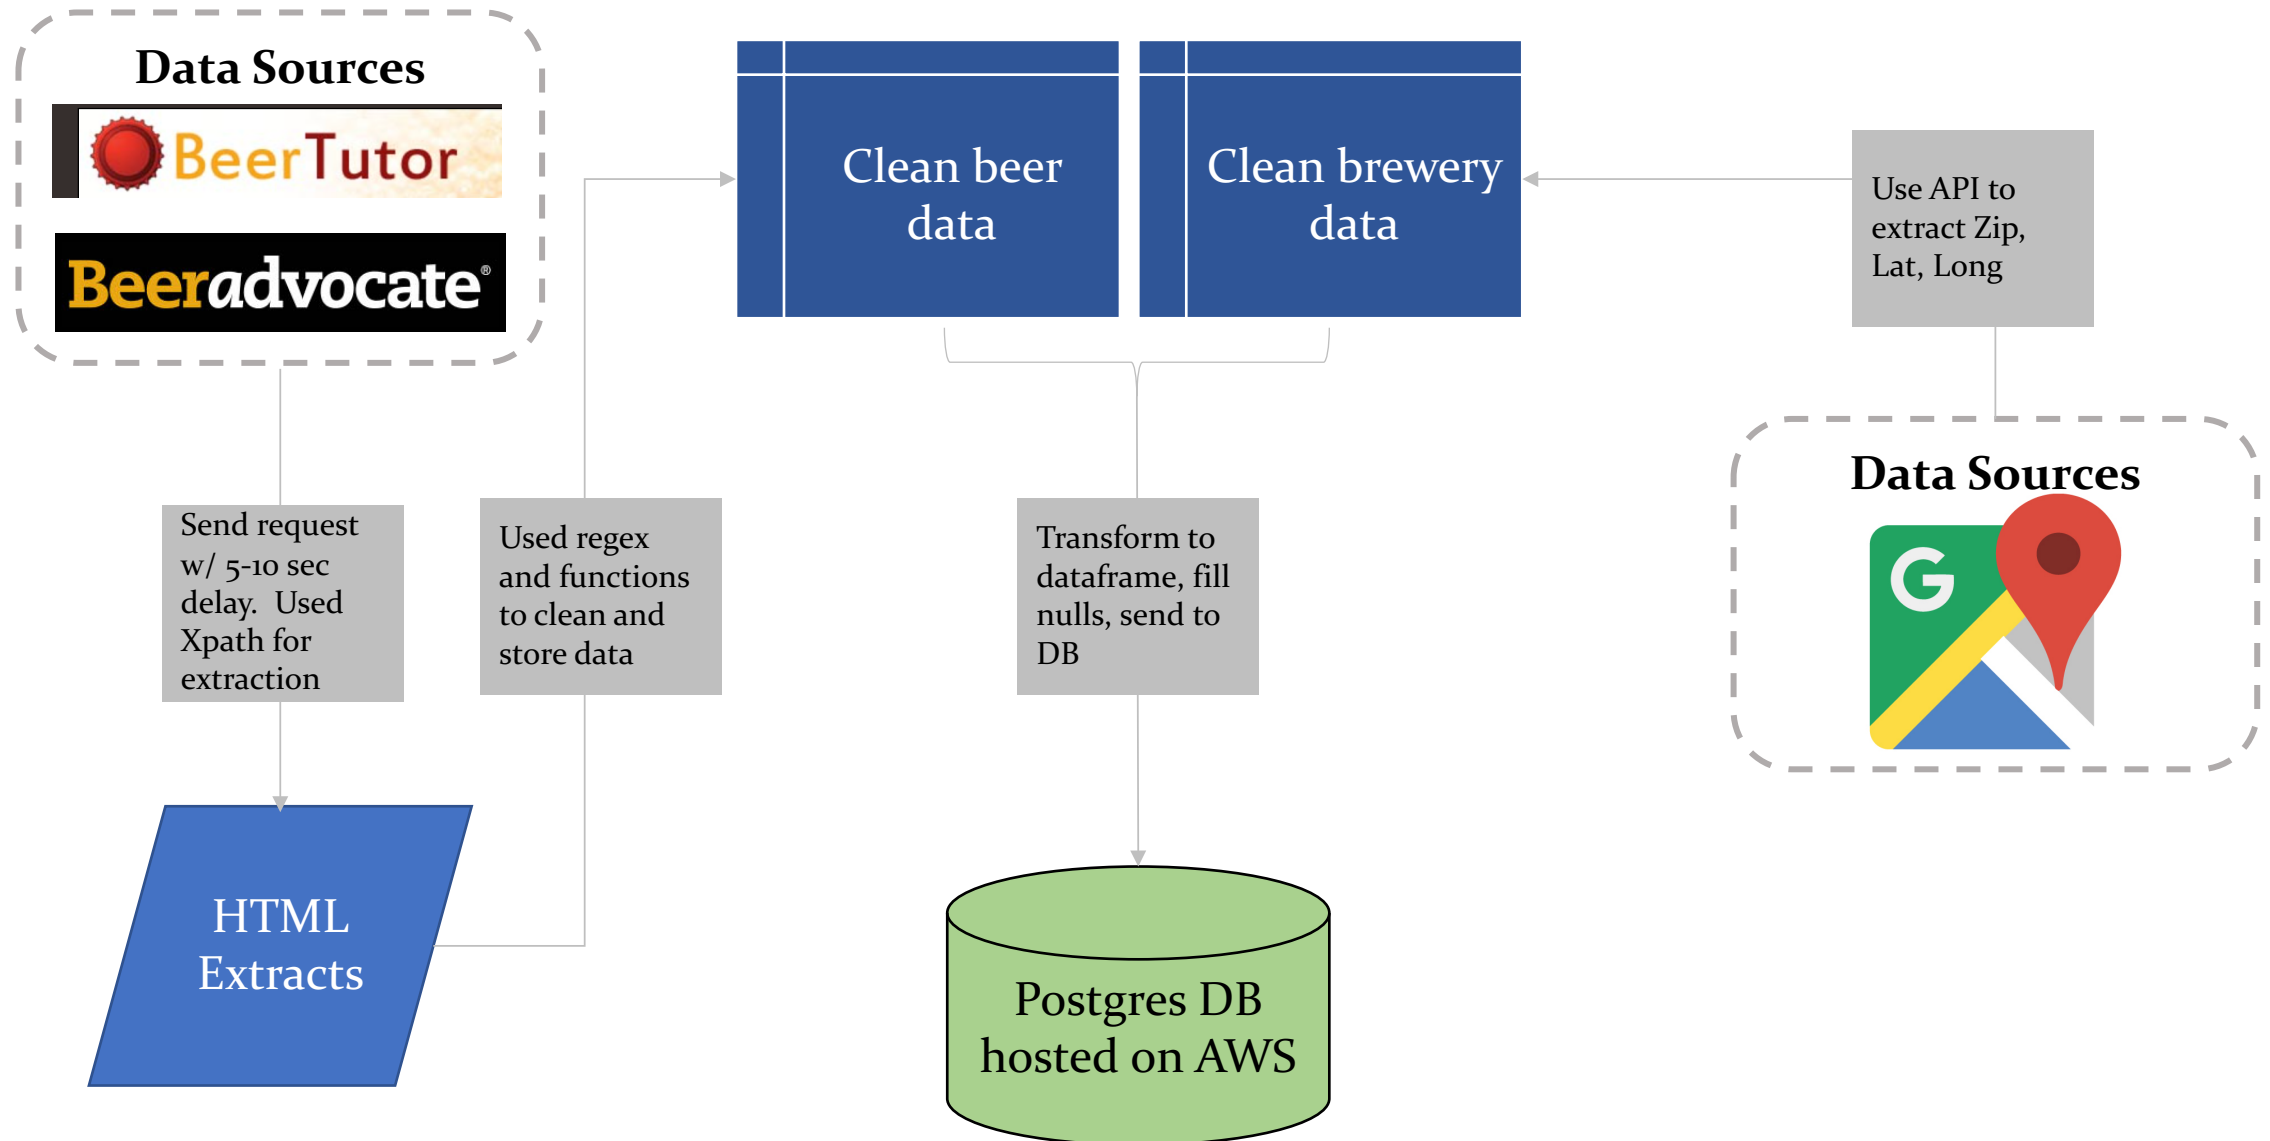 Data Sources
BeerTutor
Beeradvocate®
Send request
w/ 5-10 sec
delay.  Used
Xpath for
extraction
HTML
Extracts
Used regex
and functions
to clean and
store data
Clean beer
data
Clean brewery
data
Transform to
dataframe, fill
nulls, send to
DB
Postgres DB
hosted on AWS
Use API to
extract Zip,
Lat, Long
Data Sources
G